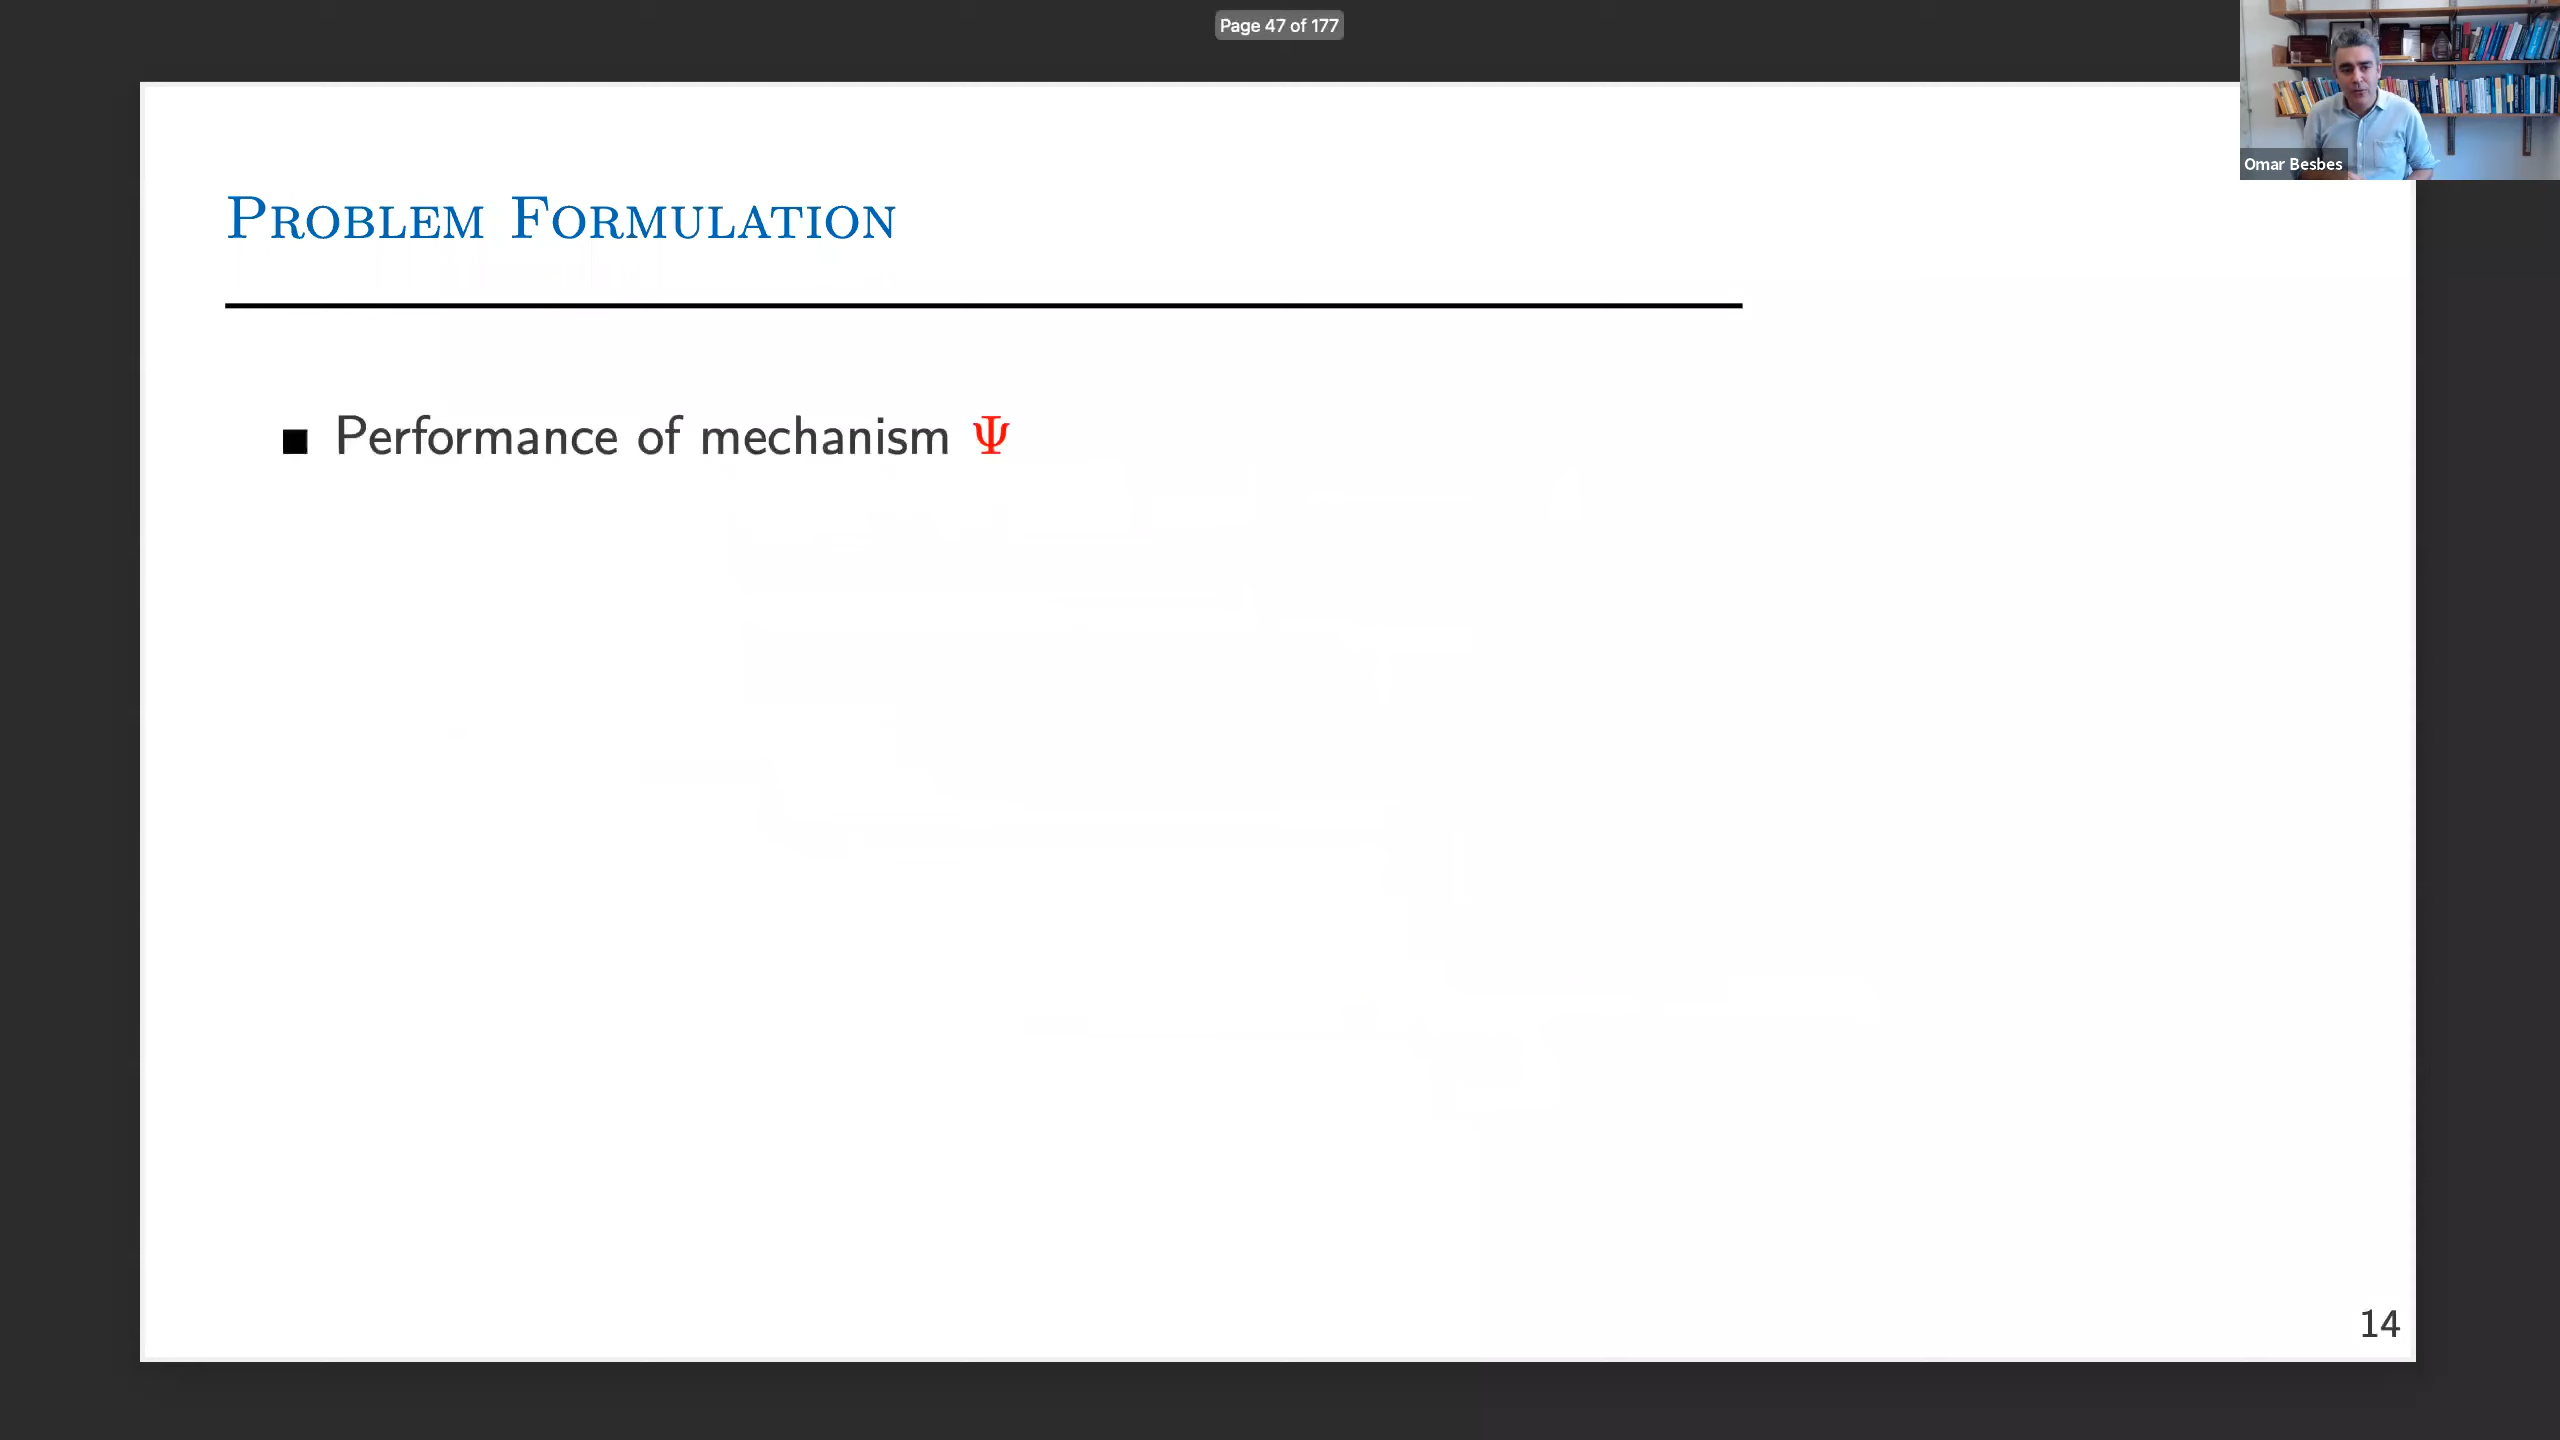 Page 47 of 177
Omar Besbes
Problem Formulation
■ Performance of mechanism Ψ
14